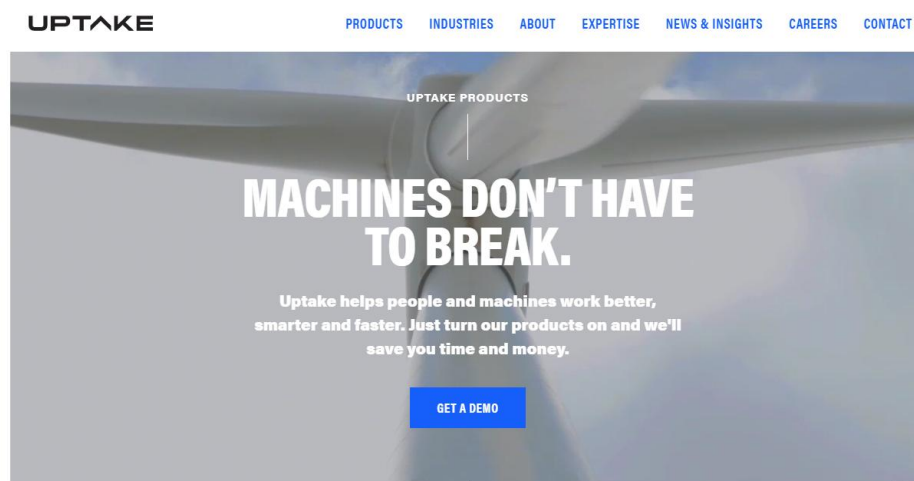 UPTAKE
PRODUCTS INDUSTRIES ABOUT EXPERTISE NEWS & INSIGHTS CAREERS CONTACT
UPTAKE PRODUCTS
MACHINES DON'T HAVE
TO BREAK.
Uptake helps people and machines work better,
smarter and faster. Just turn our products on and we'll
save you time and money.
GET A DEMO